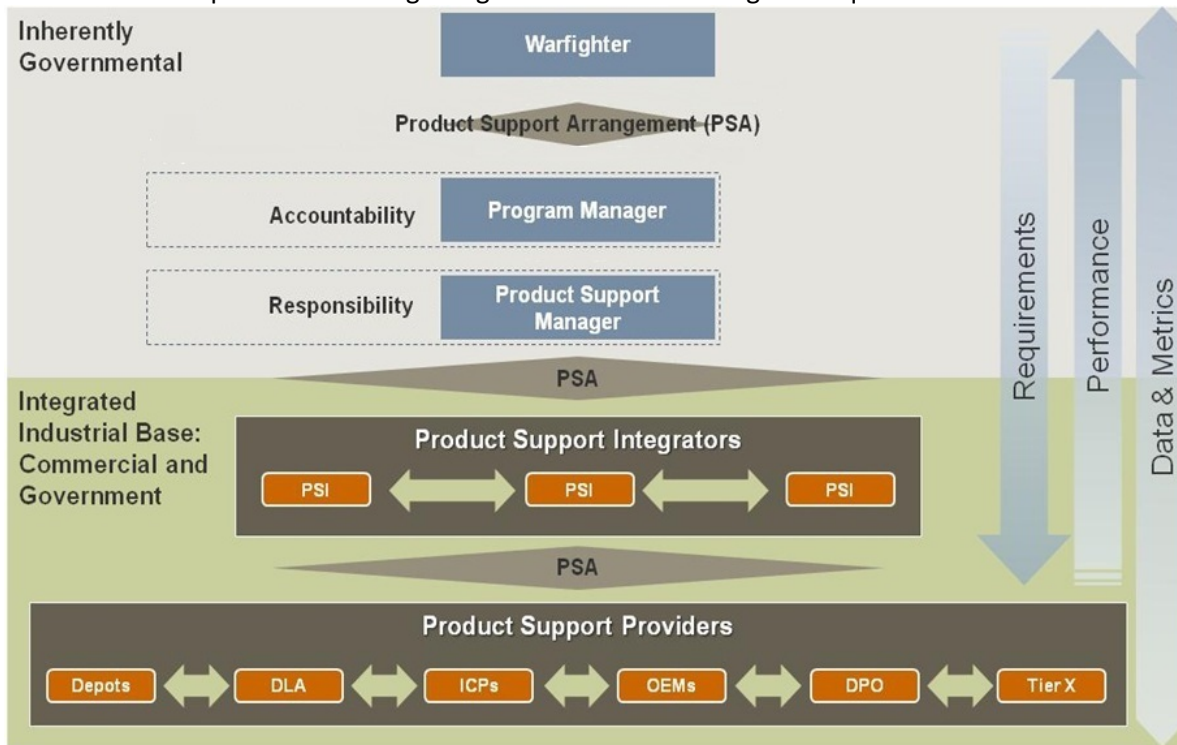 Inherently
Governmental
Warfighter
Product Support Arrangement (PSA)
Accountability
Program Manager
Responsibility
Product Support
Manager
PSA
Integrated
Industrial Base:
Commercial and
Government
Product Support Integrators
PSI
PSI
PSI
PSA
Product Support Providers
Depots
DLA
ICPs
OEMs
DPO
Tier X
Requirements
Performance
Data & Metrics